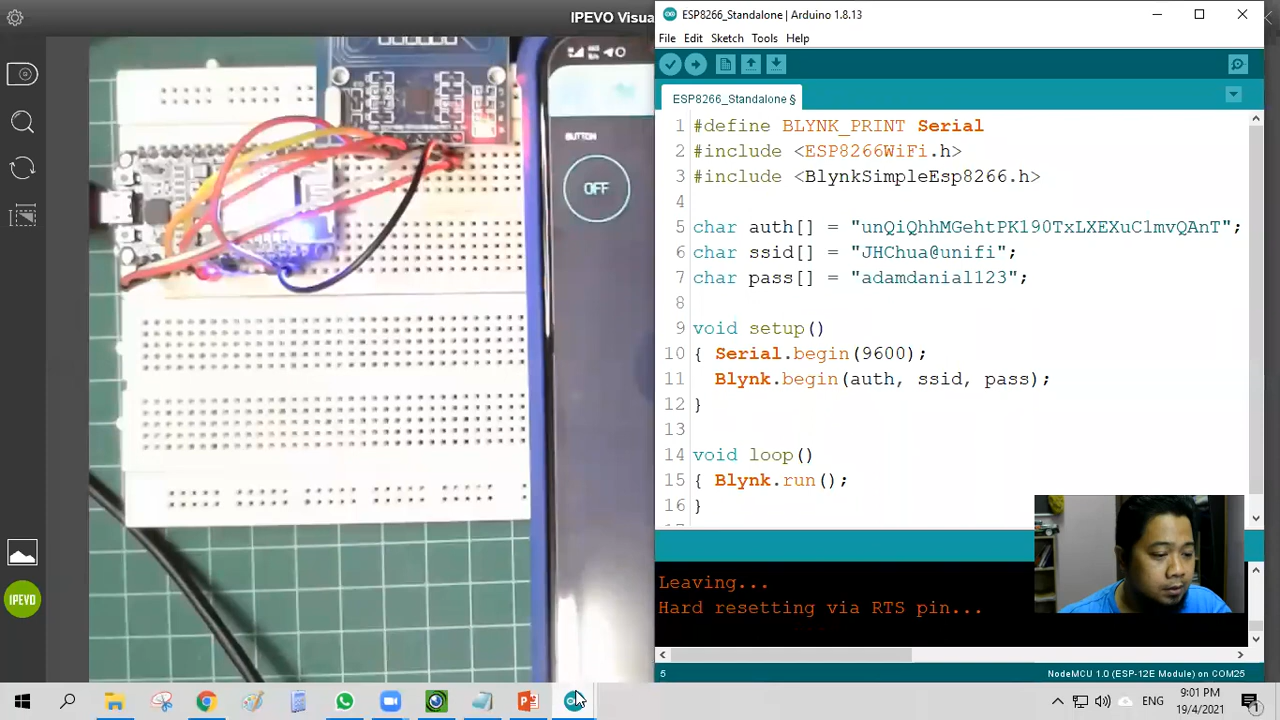 IPEVO Visua
ESP8266_Standalone | Arduino 1.8.13
File Edit Sketch Tools Help
ESP8266_Standalone §
1 #define BLYNK_PRINT Serial
2 #include <ESP8266WiFi.h>
3 #include <BlynkSimpleEsp8266.h>
4
5 char auth[] = "unQiQhhMGehtPK190TxLXEXuC1mvQAnT";
6 char ssid[] = "JHChua@unifi";
7 char pass[] = "adamdanial123";
8
9 void setup()
10 { Serial.begin(9600);
11 Blynk.begin(auth, ssid, pass);
12 }
13
14 void loop()
15 { Blynk.run();
16 }
BUTTON
OFF
IPEVO
Leaving...
Hard resetting via RTS pin...
5
NodeMCU 1.0 (ESP-12E Module) on COM25
ENG
9:01 PM
19/4/2021